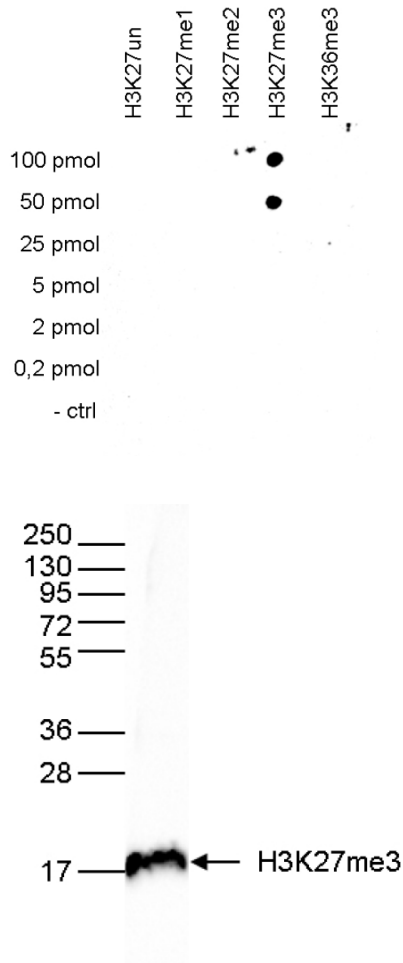 H3K27un
H3K27me1
H3K27me2
H3K27me3
H3K36me3
100 pmol
50 pmol
25 pmol
5 pmol
2 pmol
0,2 pmol
- ctrl
250
130
95
72
55
36
28
17
H3K27me3